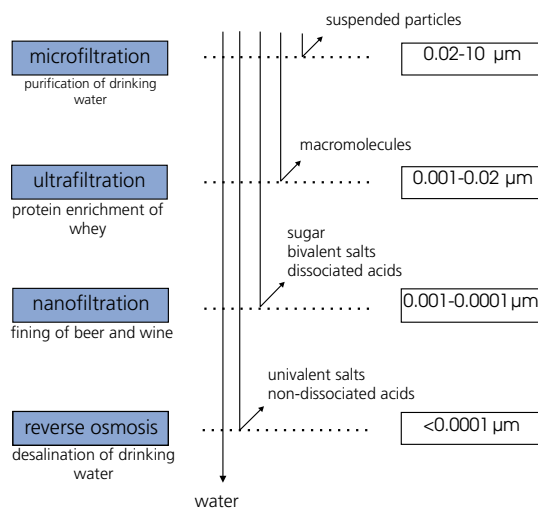 suspended particles
microfiltration
0.02-10 µm
purification of drinking
water
macromolecules
ultrafiltration
0.001-0.02 µm
protein enrichment of
whey
sugar
bivalent salts
dissociated acids
nanofiltration
0.001-0.0001µm
fining of beer and wine
univalent salts
non-dissociated acids
reverse osmosis
<0.0001 µm
desalination of drinking
water
water